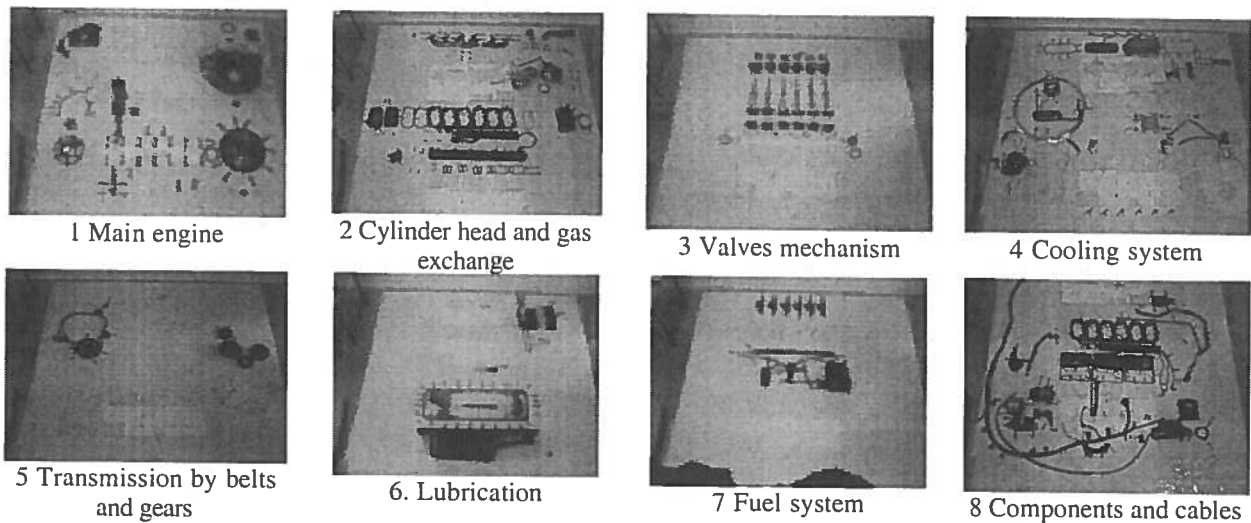 1 Main engine
2 Cylinder head and gas
exchange
3 Valves mechanism
4 Cooling system
5 Transmission by belts
and gears
6. Lubrication
7 Fuel system
8 Components and cables